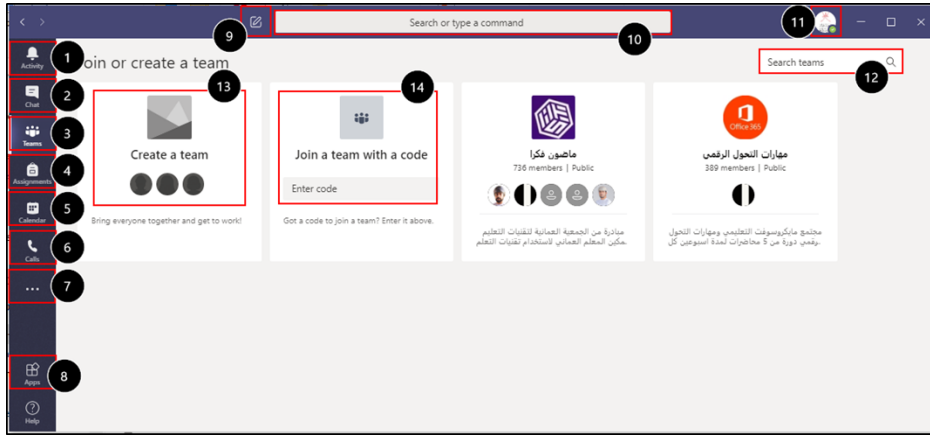 Search or type a command
9
10
11
Activity
1
Join or create a team
Search teams
12
Chat
2
13
14
Teams
3
Create a team
Join a team with a code
Enter code
Bring everyone together and get to work!
Got a code to join a team? Enter it above.
Office 365
ماصون فكرا
736 members | Public
مبادرة من الجمعية العمانية لتقنيات التعليم
.مكين المعلم العماني لاستخدام تقنيات التعلم
مهارات التحول الرقمي
389 members | Public
مجتمع مايكروسوفت التعليمي ومهارات التحول
.رقمي دورة من 5 محاضرات لمدة اسبوعين كل
Assignments
4
Calendar
5
Calls
6
...
7
Apps
8
Help